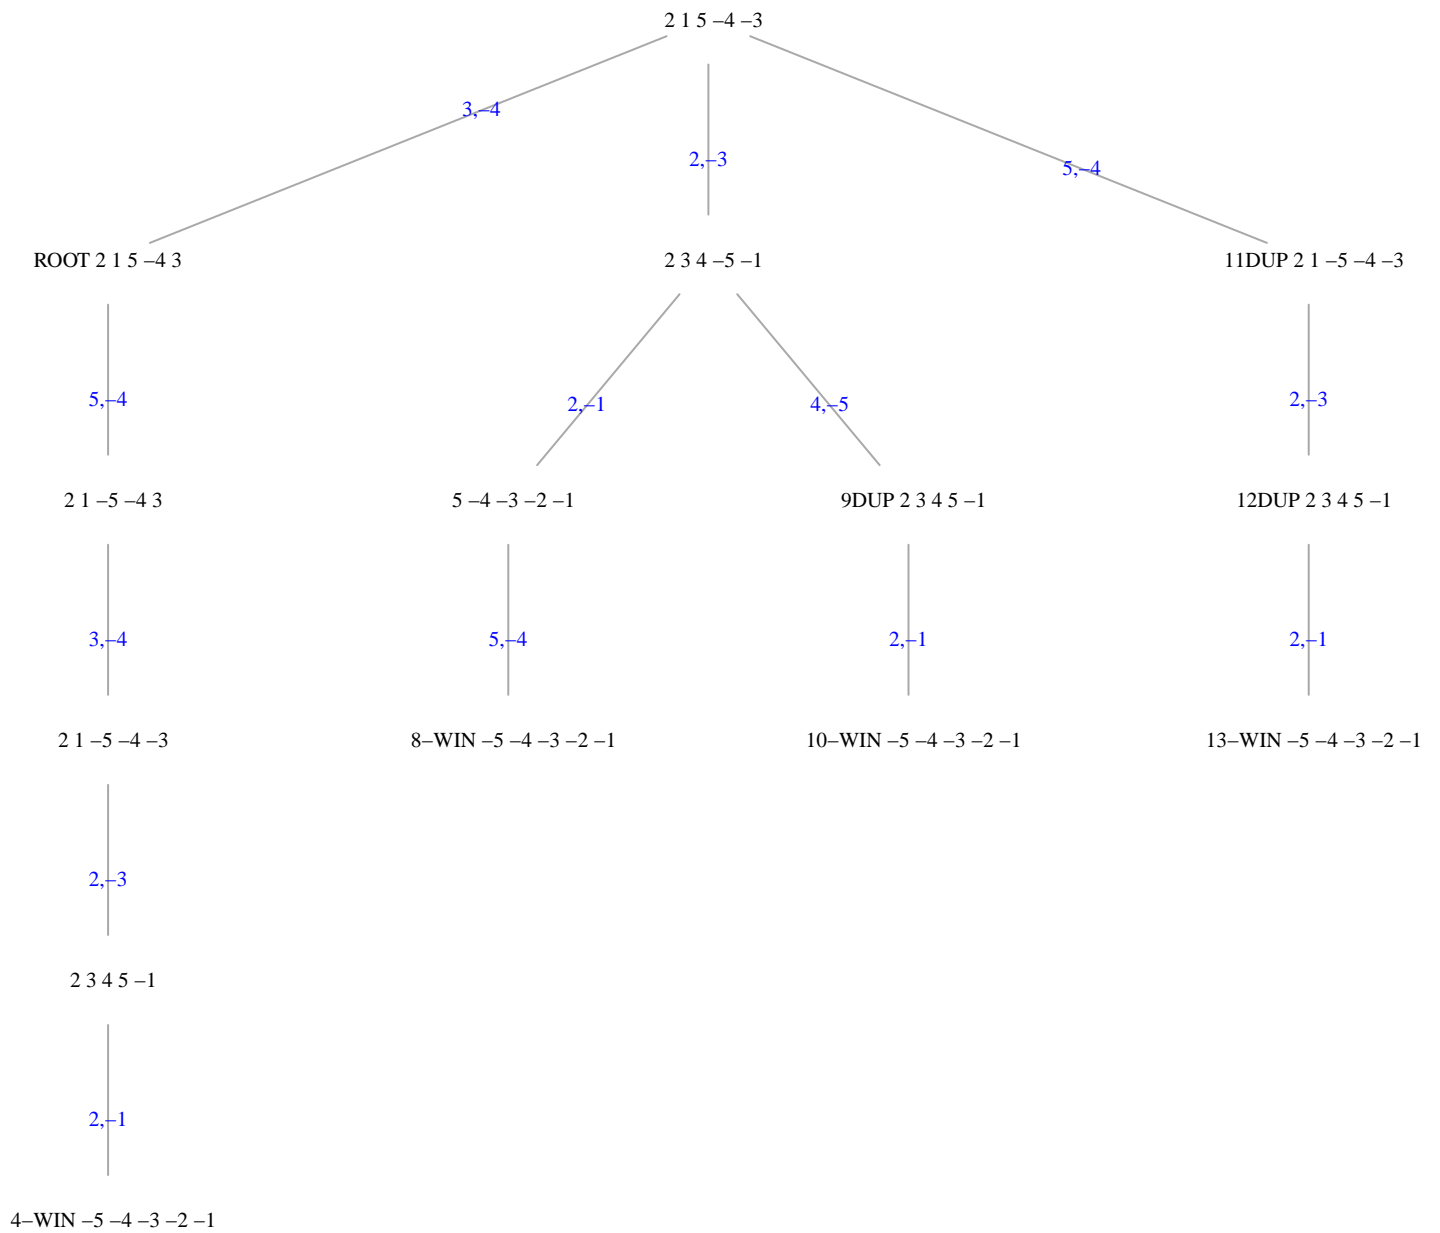 2 1 5 –4 –3
3,–4
2,–3
5,–4
ROOT 2 1 5 –4 3
2 3 4 –5 –1
11DUP 2 1 –5 –4 –3
5,–4
2,–1
4,–5
2,–3
2 1 –5 –4 3
5 –4 –3 –2 –1
9DUP 2 3 4 5 –1
12DUP 2 3 4 5 –1
3,–4
5,–4
2,–1
2,–1
2 1 –5 –4 –3
8–WIN –5 –4 –3 –2 –1
10–WIN –5 –4 –3 –2 –1
13–WIN –5 –4 –3 –2 –1
2,–3
2 3 4 5 –1
2,–1
4–WIN –5 –4 –3 –2 –1